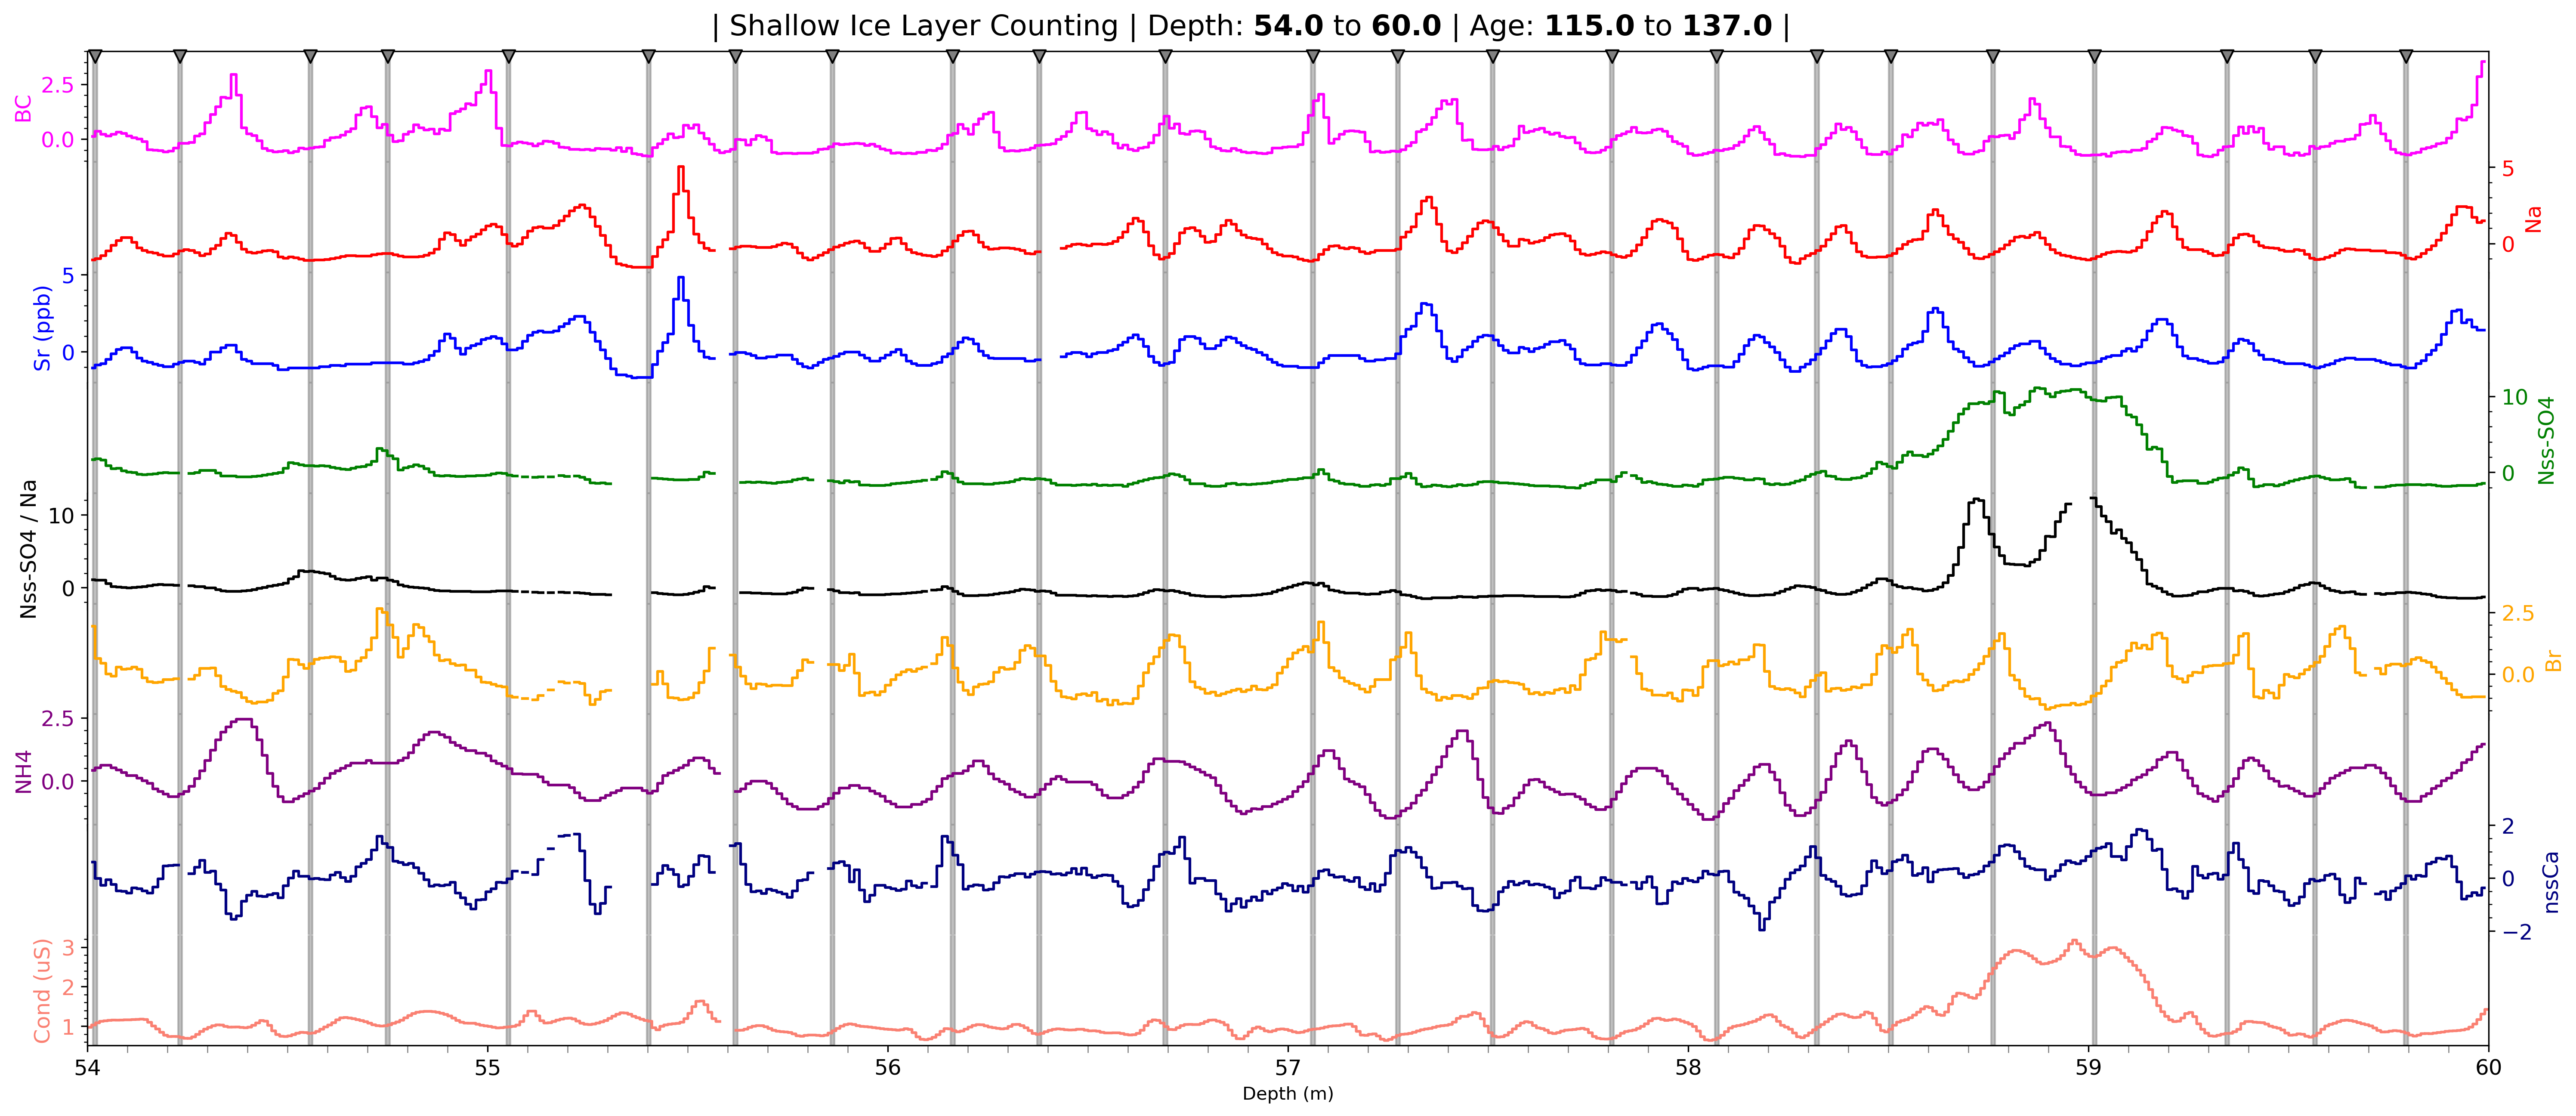 | Shallow Ice Layer Counting | Depth: 54.0 to 60.0 | Age: 115.0 to 137.0 |
BC
2.5
0.0
5
0
Na
Sr (ppb)
5
0
10
0
Nss-SO4
Nss-SO4 / Na
10
0
2.5
0.0
Br
NH4
2.5
0.0
2
0
−2
nssCa
Cond (uS)
3
2
1
54
55
56
57
58
59
60
Depth (m)